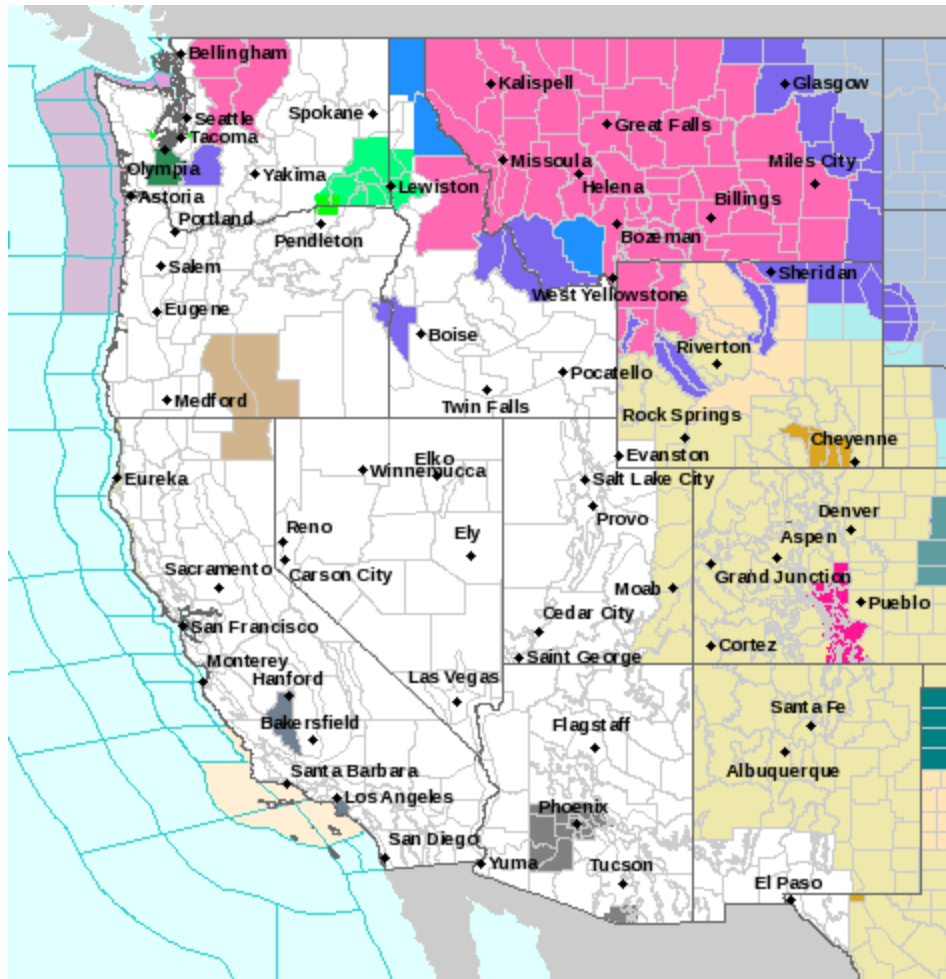 Bellingham
Kalispell
Glasgow
Spokane
Seattle
Great Falls
Tacoma
Missoula
Miles City
Olympia
Yakima
Lewiston
Helena
Astoria
Billings
Portland
Bozeman
Pendleton
Salem
Sheridan
West Yellowstone
Eugene
Boise
Riverton
Pocatello
Medford
Twin Falls
Rock Springs
Cheyenne
Elko
Evanston
Winnemucca
Eureka
Salt Lake City
Denver
Provo
Reno
Ely
Aspen
Sacramento
Carson City
Grand Junction
Moab
Pueblo
Cedar City
San Francisco
Cortez
Saint George
Monterey
Hanford
Las Vegas
Santa Fe
Bakersfield
Flagstaff
Albuquerque
Santa Barbara
Los Angeles
Phoenix
San Diego
Yuma
Tucson
El Paso